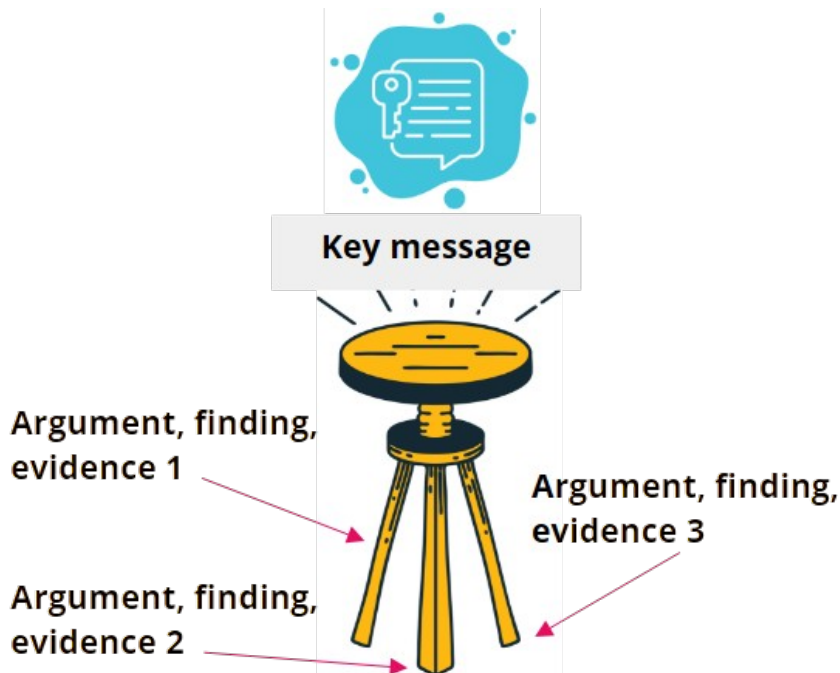 Key message
Argument, finding,
evidence 1
Argument, finding,
evidence 3
Argument, finding,
evidence 2